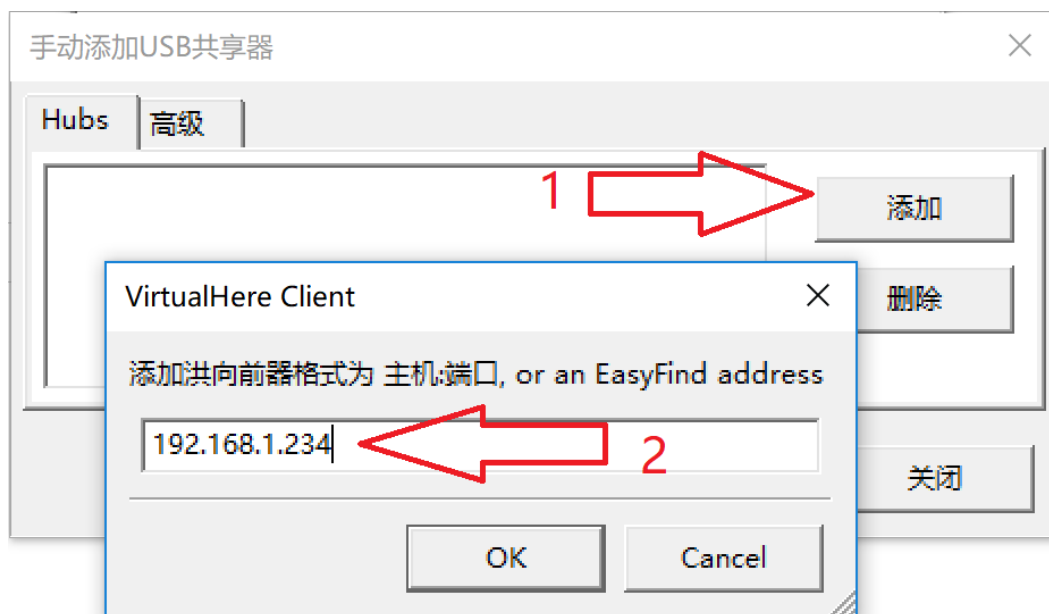 手动添加USB共享器
Hubs
高级
1
添加
VirtualHere Client
删除
添加洪向前器格式为 主机:端口, or an EasyFind address
192.168.1.234
2
关闭
OK
Cancel